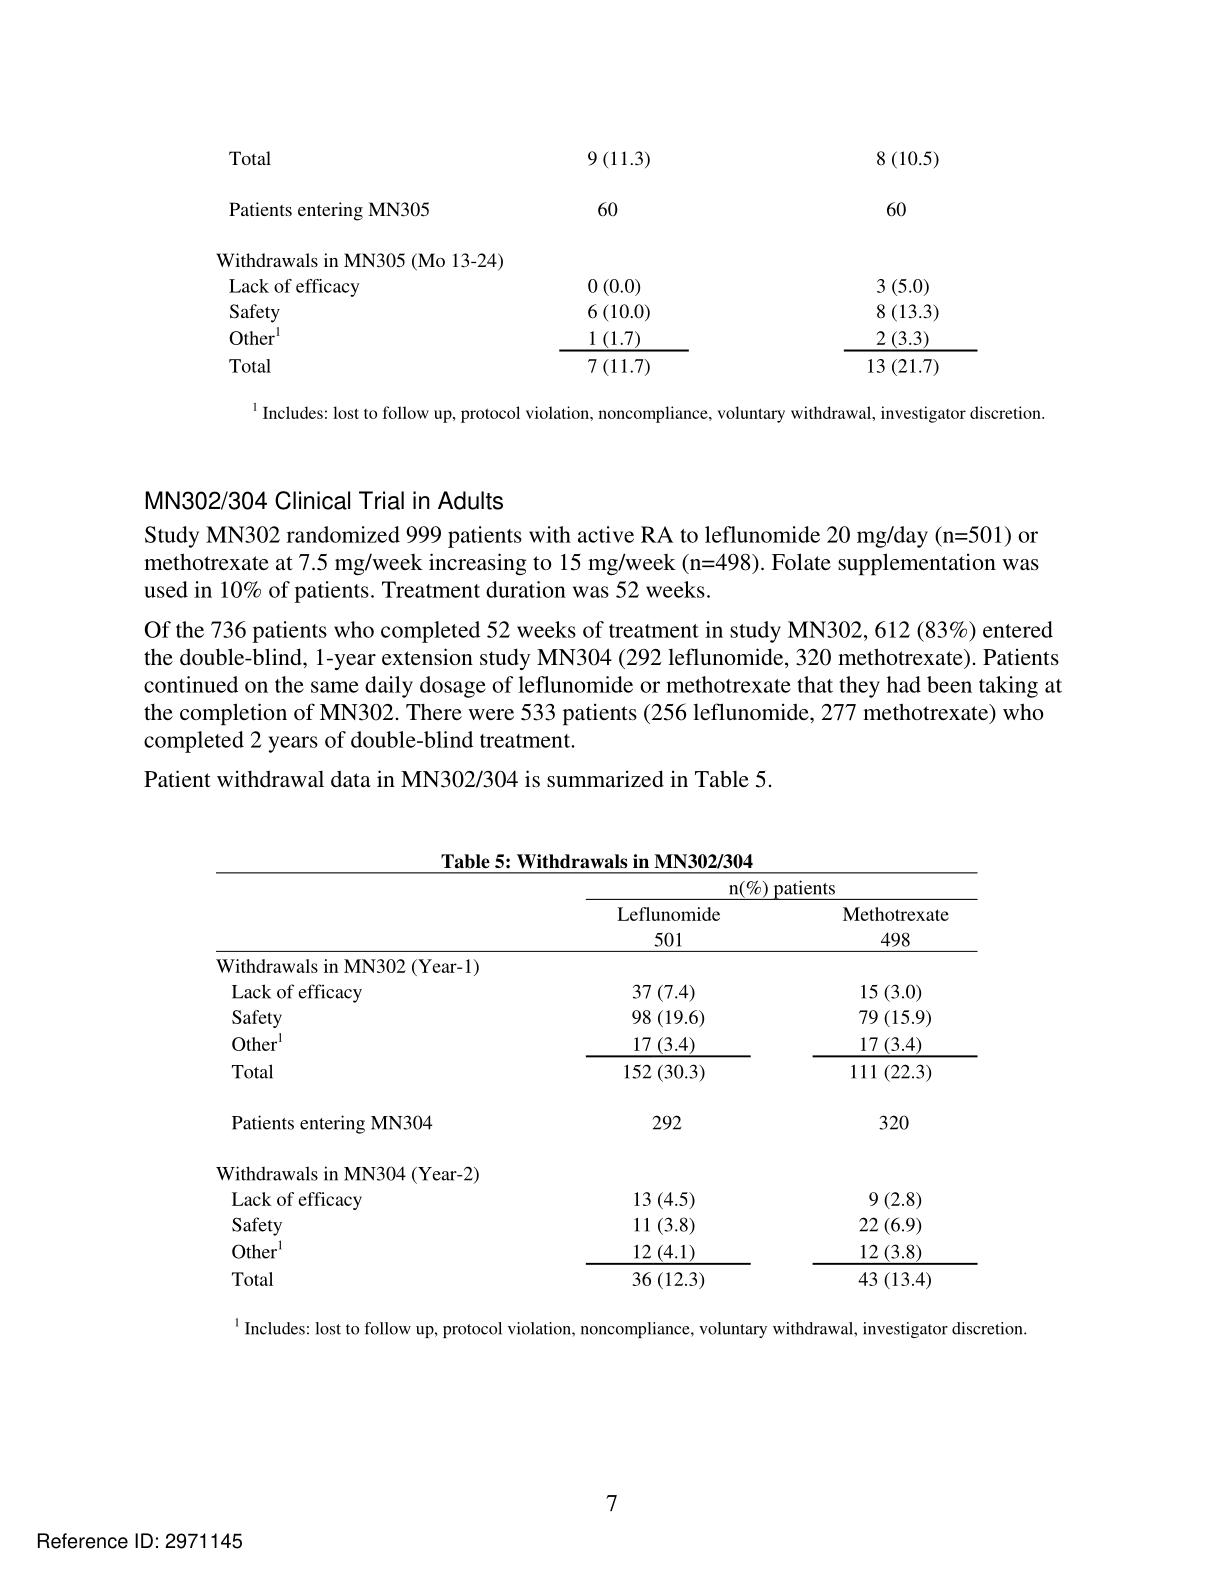 Total 9 (11.3) 8 (10.5)
Patients entering MN305 60 60
Withdrawals in MN305 (Mo 13-24)
Lack of efficacy 0 (0.0) 3 (5.0)
Safety 6 (10.0) 8 (13.3)
Other¹ 1 (1.7) 2 (3.3)
Total 7 (11.7) 13 (21.7)
¹ Includes: lost to follow up, protocol violation, noncompliance, voluntary withdrawal, investigator discretion.
MN302/304 Clinical Trial in Adults
Study MN302 randomized 999 patients with active RA to leflunomide 20 mg/day (n=501) or
methotrexate at 7.5 mg/week increasing to 15 mg/week (n=498). Folate supplementation was
used in 10% of patients. Treatment duration was 52 weeks.
Of the 736 patients who completed 52 weeks of treatment in study MN302, 612 (83%) entered
the double-blind, 1-year extension study MN304 (292 leflunomide, 320 methotrexate). Patients
continued on the same daily dosage of leflunomide or methotrexate that they had been taking at
the completion of MN302. There were 533 patients (256 leflunomide, 277 methotrexate) who
completed 2 years of double-blind treatment.
Patient withdrawal data in MN302/304 is summarized in Table 5.
Table 5: Withdrawals in MN302/304
n(%) patients
Leflunomide Methotrexate
501 498
Withdrawals in MN302 (Year-1)
Lack of efficacy 37 (7.4) 15 (3.0)
Safety 98 (19.6) 79 (15.9)
Other¹ 17 (3.4) 17 (3.4)
Total 152 (30.3) 111 (22.3)
Patients entering MN304 292 320
Withdrawals in MN304 (Year-2)
Lack of efficacy 13 (4.5) 9 (2.8)
Safety 11 (3.8) 22 (6.9)
Other¹ 12 (4.1) 12 (3.8)
Total 36 (12.3) 43 (13.4)
¹ Includes: lost to follow up, protocol violation, noncompliance, voluntary withdrawal, investigator discretion.
7
Reference ID: 2971145